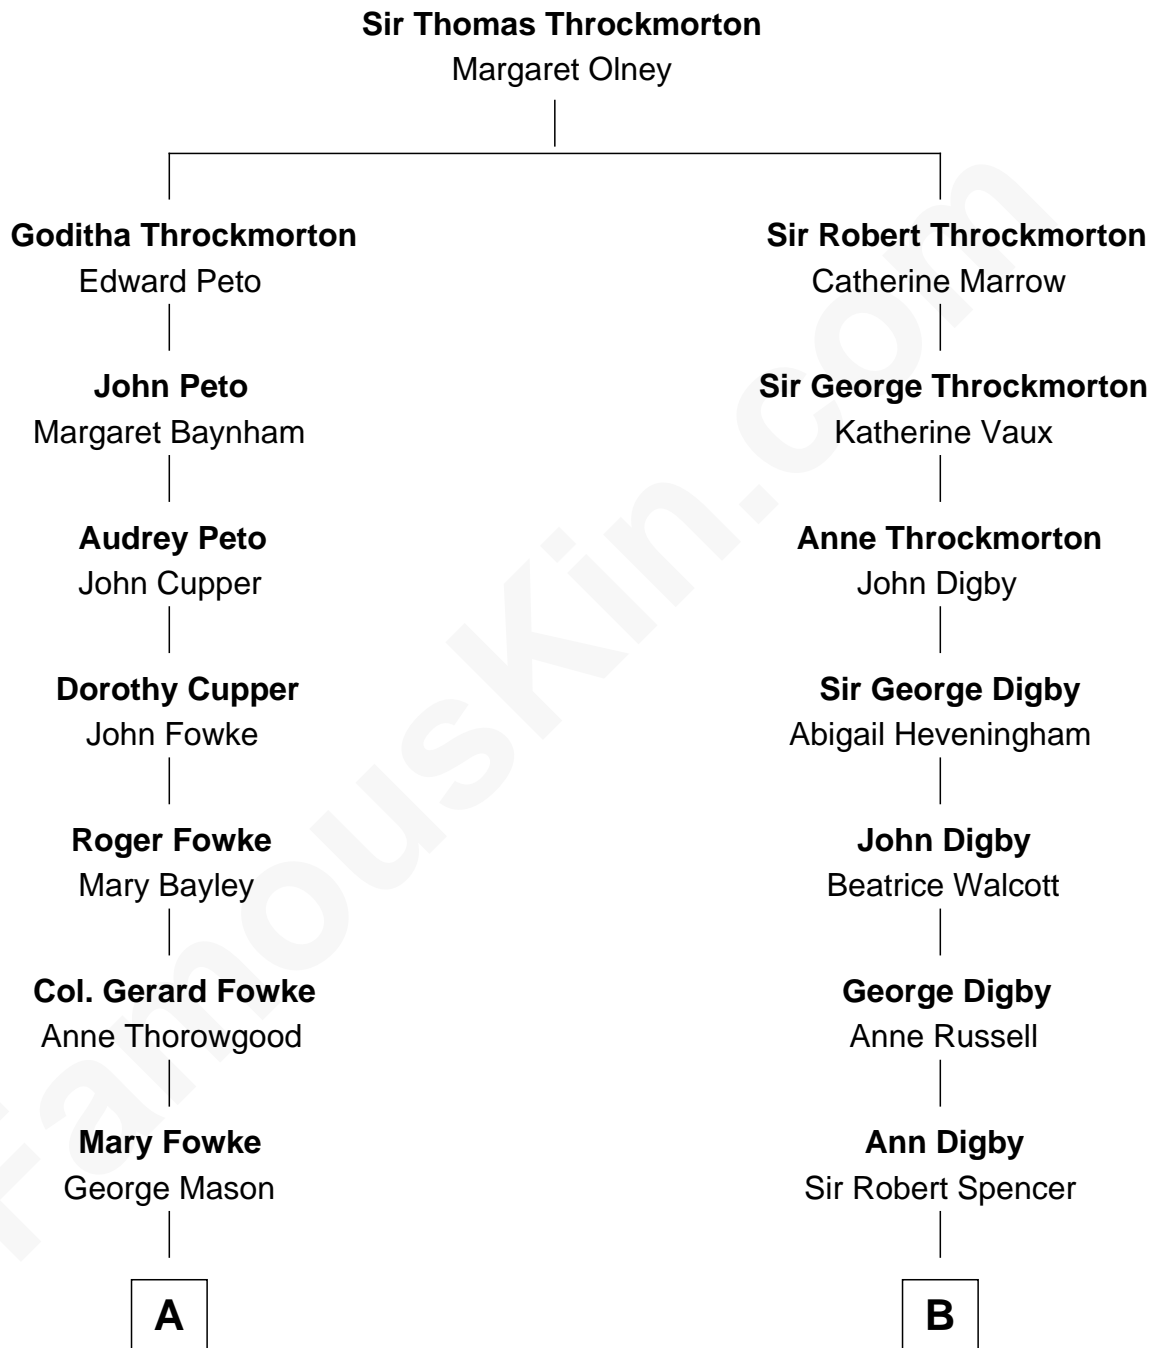 Sir Thomas Throckmorton
Margaret Olney
Goditha Throckmorton
Edward Peto
Sir Robert Throckmorton
Catherine Marrow
John Peto
Margaret Baynham
Sir George Throckmorton
Katherine Vaux
Audrey Peto
John Cupper
Anne Throckmorton
John Digby
Dorothy Cupper
John Fowke
Sir George Digby
Abigail Heveningham
Roger Fowke
Mary Bayley
John Digby
Beatrice Walcott
Col. Gerard Fowke
Anne Thorowgood
George Digby
Anne Russell
Mary Fowke
George Mason
Ann Digby
Sir Robert Spencer
A
B
FamousKin.com